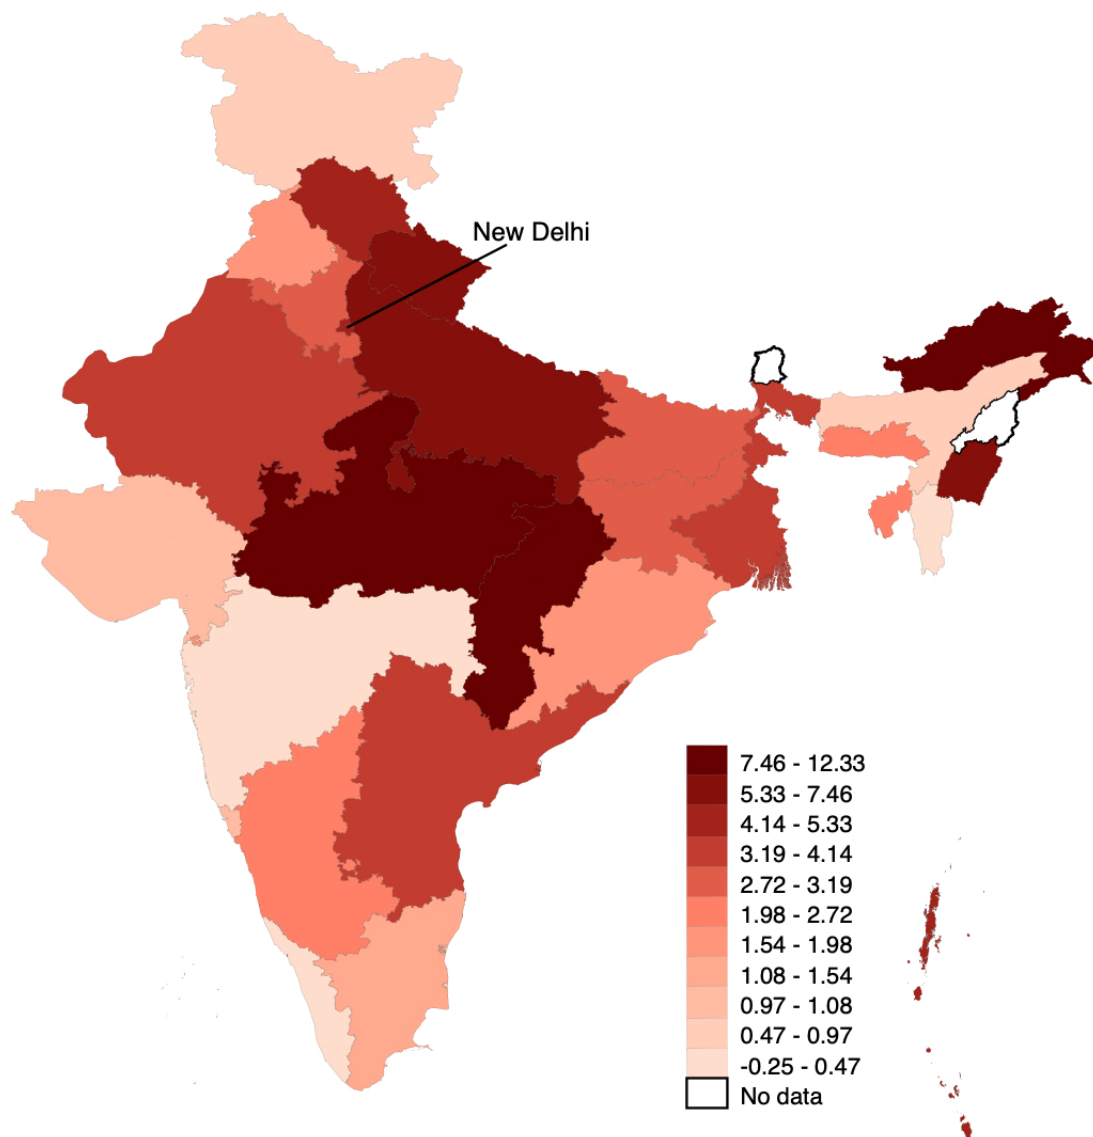 New Delhi
7.46 - 12.33
5.33 - 7.46
4.14 - 5.33
3.19 - 4.14
2.72 - 3.19
1.98 - 2.72
1.54 - 1.98
1.08 - 1.54
0.97 - 1.08
0.47 - 0.97
-0.25 - 0.47
No data